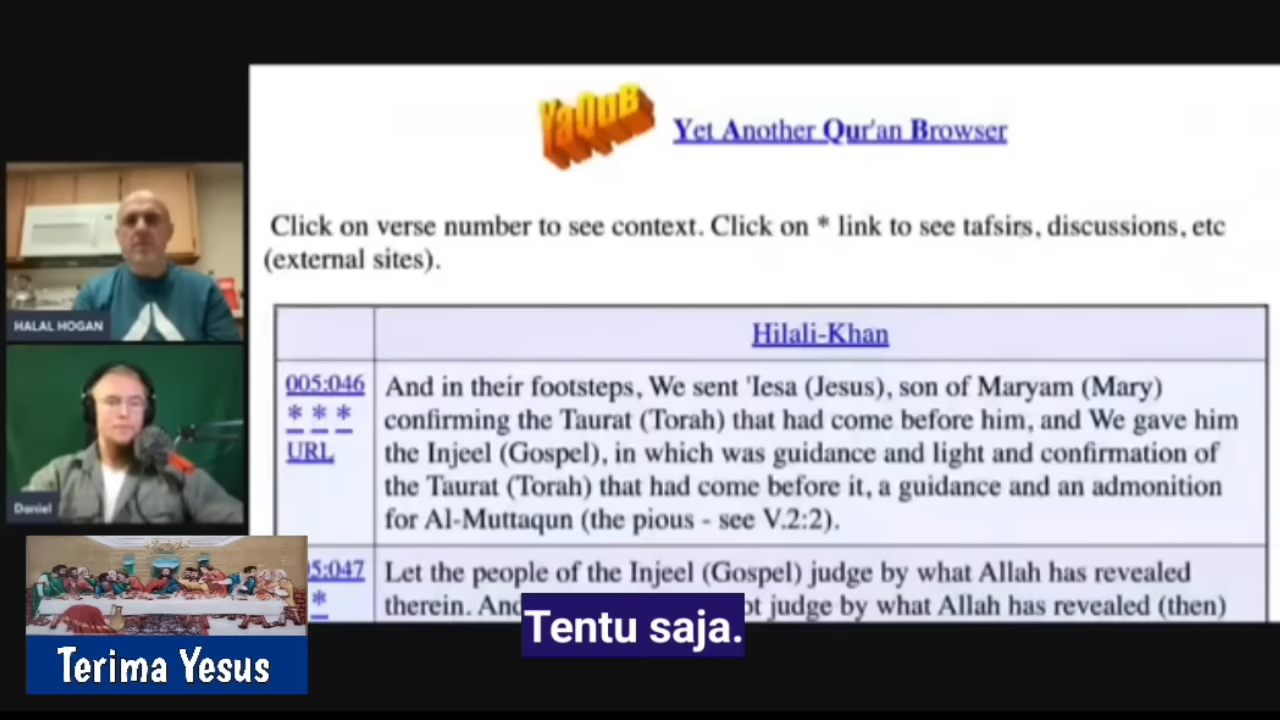 YaQuB
Yet Another Qur'an Browser
Click on verse number to see context. Click on * link to see tafsirs, discussions, etc
(external sites).
Hilali-Khan
005:046
* * *
URL
And in their footsteps, We sent 'Iesa (Jesus), son of Maryam (Mary)
confirming the Taurat (Torah) that had come before him, and We gave him
the Injeel (Gospel), in which was guidance and light and confirmation of
the Taurat (Torah) that had come before it, a guidance and an admonition
for Al-Muttaqun (the pious - see V.2:2).
5:047
*
Let the people of the Injeel (Gospel) judge by what Allah has revealed
therein. And judge by what Allah has revealed (then)
HALAL HOGAN
Daniel
Terima Yesus
Tentu saja.